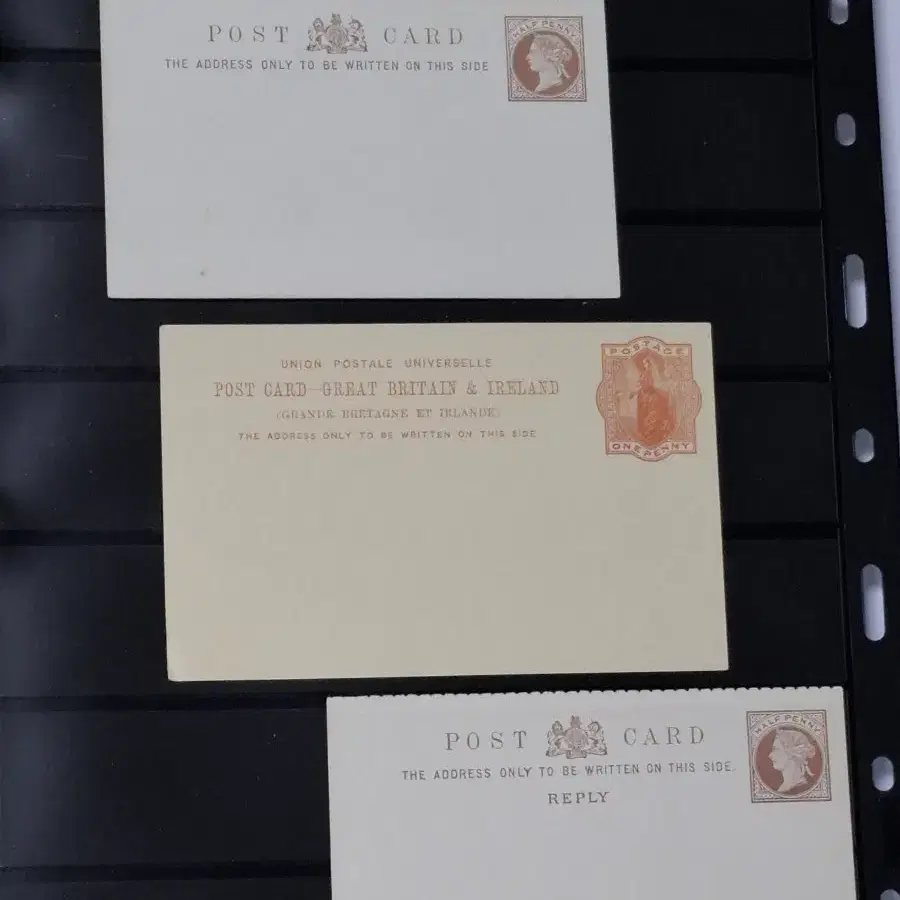 POST CARD
HALF PENNY
THE ADDRESS ONLY TO BE WRITTEN ON THIS SIDE
UNION POSTALE UNIVERSELLE
POSTAGE
POST CARD—GREAT BRITAIN & IRELAND
(GRANDE BRETAGNE ET IRLANDE)
THE ADDRESS ONLY TO BE WRITTEN ON THIS SIDE
ONE PENNY
POST CARD
HALF PENNY
THE ADDRESS ONLY TO BE WRITTEN ON THIS SIDE.
REPLY